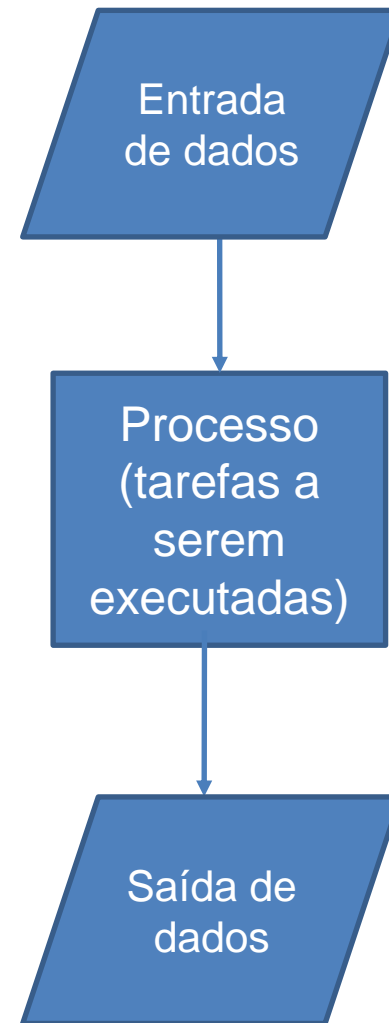 Entrada
de dados
Processo
(tarefas a
serem
executadas)
Saída de
dados